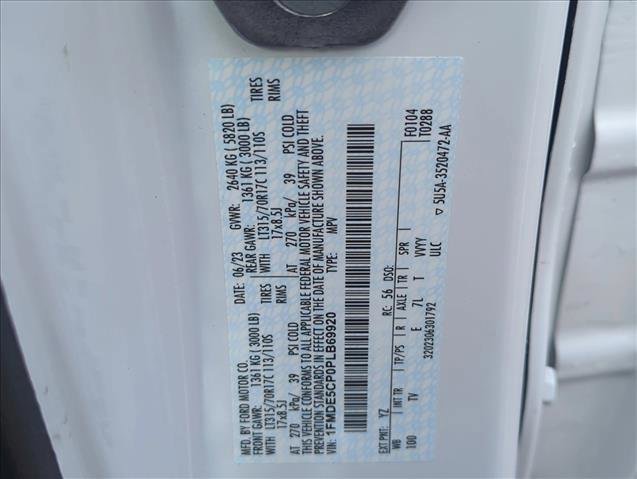 MFD. BY FORD MOTOR CO.
DATE: 06/23 GVWR: 2640 KG ( 5820 LB)
FRONT GAWR: 1361 KG ( 3000 LB) REAR GAWR: 1361 KG ( 3000 LB)
WITH LT315/70R17C 113/110S TIRES WITH LT315/70R17C 113/110S TIRES
17x8.5J RIMS 17x8.5J RIMS
AT 270 kPa/ 39 PSI COLD AT 270 kPa/ 39 PSI COLD
THIS VEHICLE CONFORMS TO ALL APPLICABLE FEDERAL MOTOR VEHICLE SAFETY AND THEFT
PREVENTION STANDARDS IN EFFECT ON THE DATE OF MANUFACTURE SHOWN ABOVE.
VIN: 1FMDE5CP0PLB69920 TYPE: MPV
EXT PNT: YZ RC: 56 DSO: F0104
WB INT TR TP/PS R AXLE TR SPR T0288
100 TV E 7L T VVYY
3202306301792 ULC ▽ 5U5A-3520472-AA